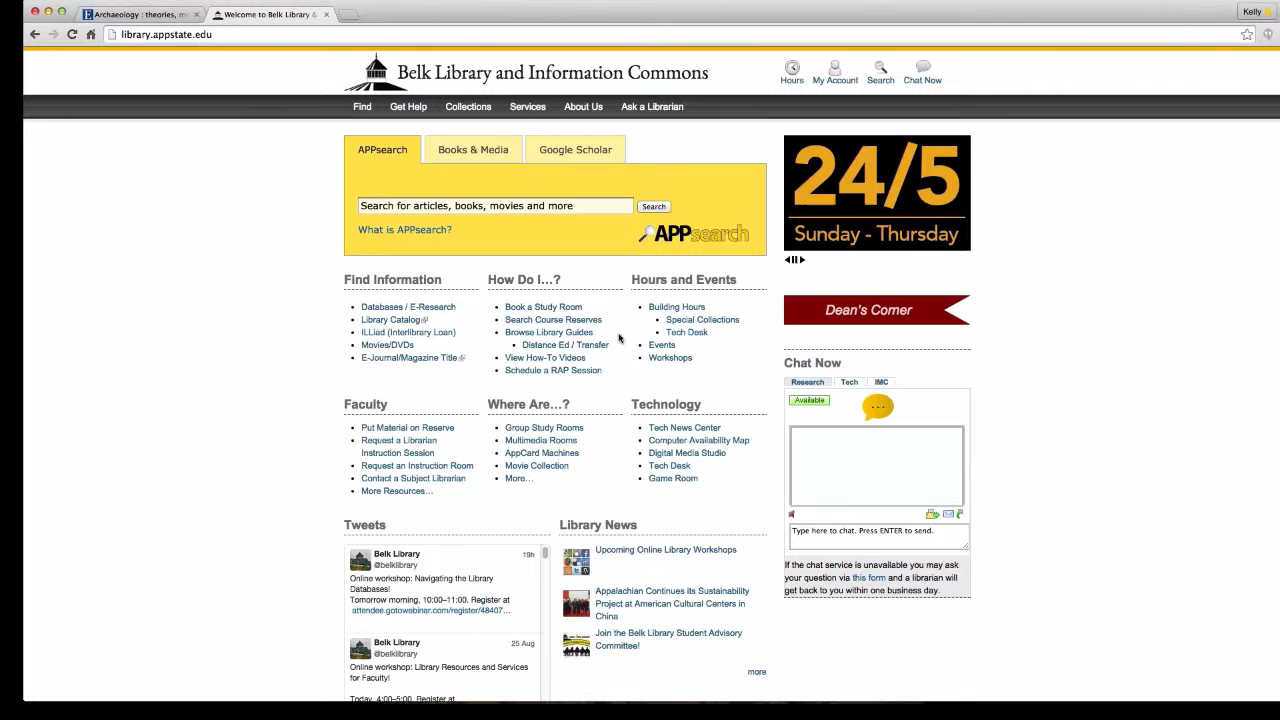 Archaeology : theories, m
Welcome to Belk Library &
Kelly
library.appstate.edu
Belk Library and Information Commons
Hours
My Account
Search
Chat Now
Find
Get Help
Collections
Services
About Us
Ask a Librarian
APPsearch
Books & Media
Google Scholar
Search for articles, books, movies and more
Search
What is APPsearch?
APPsearch
24/5
Sunday - Thursday
Dean's Corner
Find Information
Databases / E-Research
Library Catalog
ILLiad (Interlibrary Loan)
Movies/DVDs
E-Journal/Magazine Title
How Do I...?
Book a Study Room
Search Course Reserves
Browse Library Guides
Distance Ed / Transfer
View How-To Videos
Schedule a RAP Session
Hours and Events
Building Hours
Special Collections
Tech Desk
Events
Workshops
Faculty
Put Material on Reserve
Request a Librarian
Instruction Session
Request an Instruction Room
Contact a Subject Librarian
More Resources...
Where Are...?
Group Study Rooms
Multimedia Rooms
AppCard Machines
Movie Collection
More...
Technology
Tech News Center
Computer Availability Map
Digital Media Studio
Tech Desk
Game Room
Chat Now
Research
Tech
IMC
Available
Type here to chat. Press ENTER to send.
If the chat service is unavailable you may ask
your question via this form and a librarian will
get back to you within one business day.
Tweets
Belk Library
19h
@belklibrary
Online workshop: Navigating the Library
Databases!
Tomorrow morning, 10:00–11:00. Register at
attendee.gotowebinar.com/register/48407...
Belk Library
25 Aug
@belklibrary
Online workshop: Library Resources and Services
for Faculty!
Today, 4:00–5:00. Register at
Library News
Upcoming Online Library Workshops
Appalachian Continues its Sustainability
Project at American Cultural Centers in
China
Join the Belk Library Student Advisory
Committee!
more